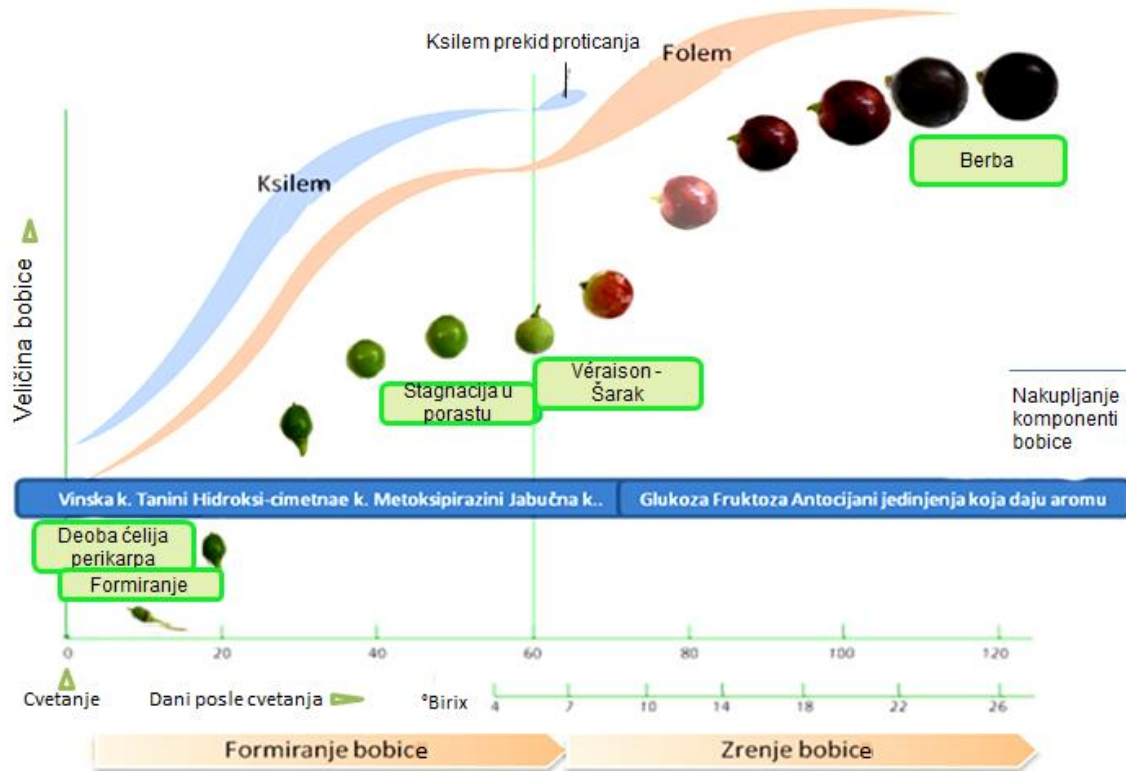 Ksilem prekid proticanja
Folem
Ksilem
Veličina bobice
Berba
Véraison -
Šarak
Stagnacija u
porastu
Nakupljanje
komponenti
bobice
Vinska k. Tanini Hidroksi-cimetnae k. Metoksipirazini Jabučna k..
Glukoza Fruktoza Antocijani jedinjenja koja daju aromu
Deoba ćelija
perikarpa
Formiranje
0 20 40 60 80 100 120
Cvetanje
Dani posle cvetanja
°Birix
4 7 10 14 18 22 26
Formiranje bobice
Zrenje bobice